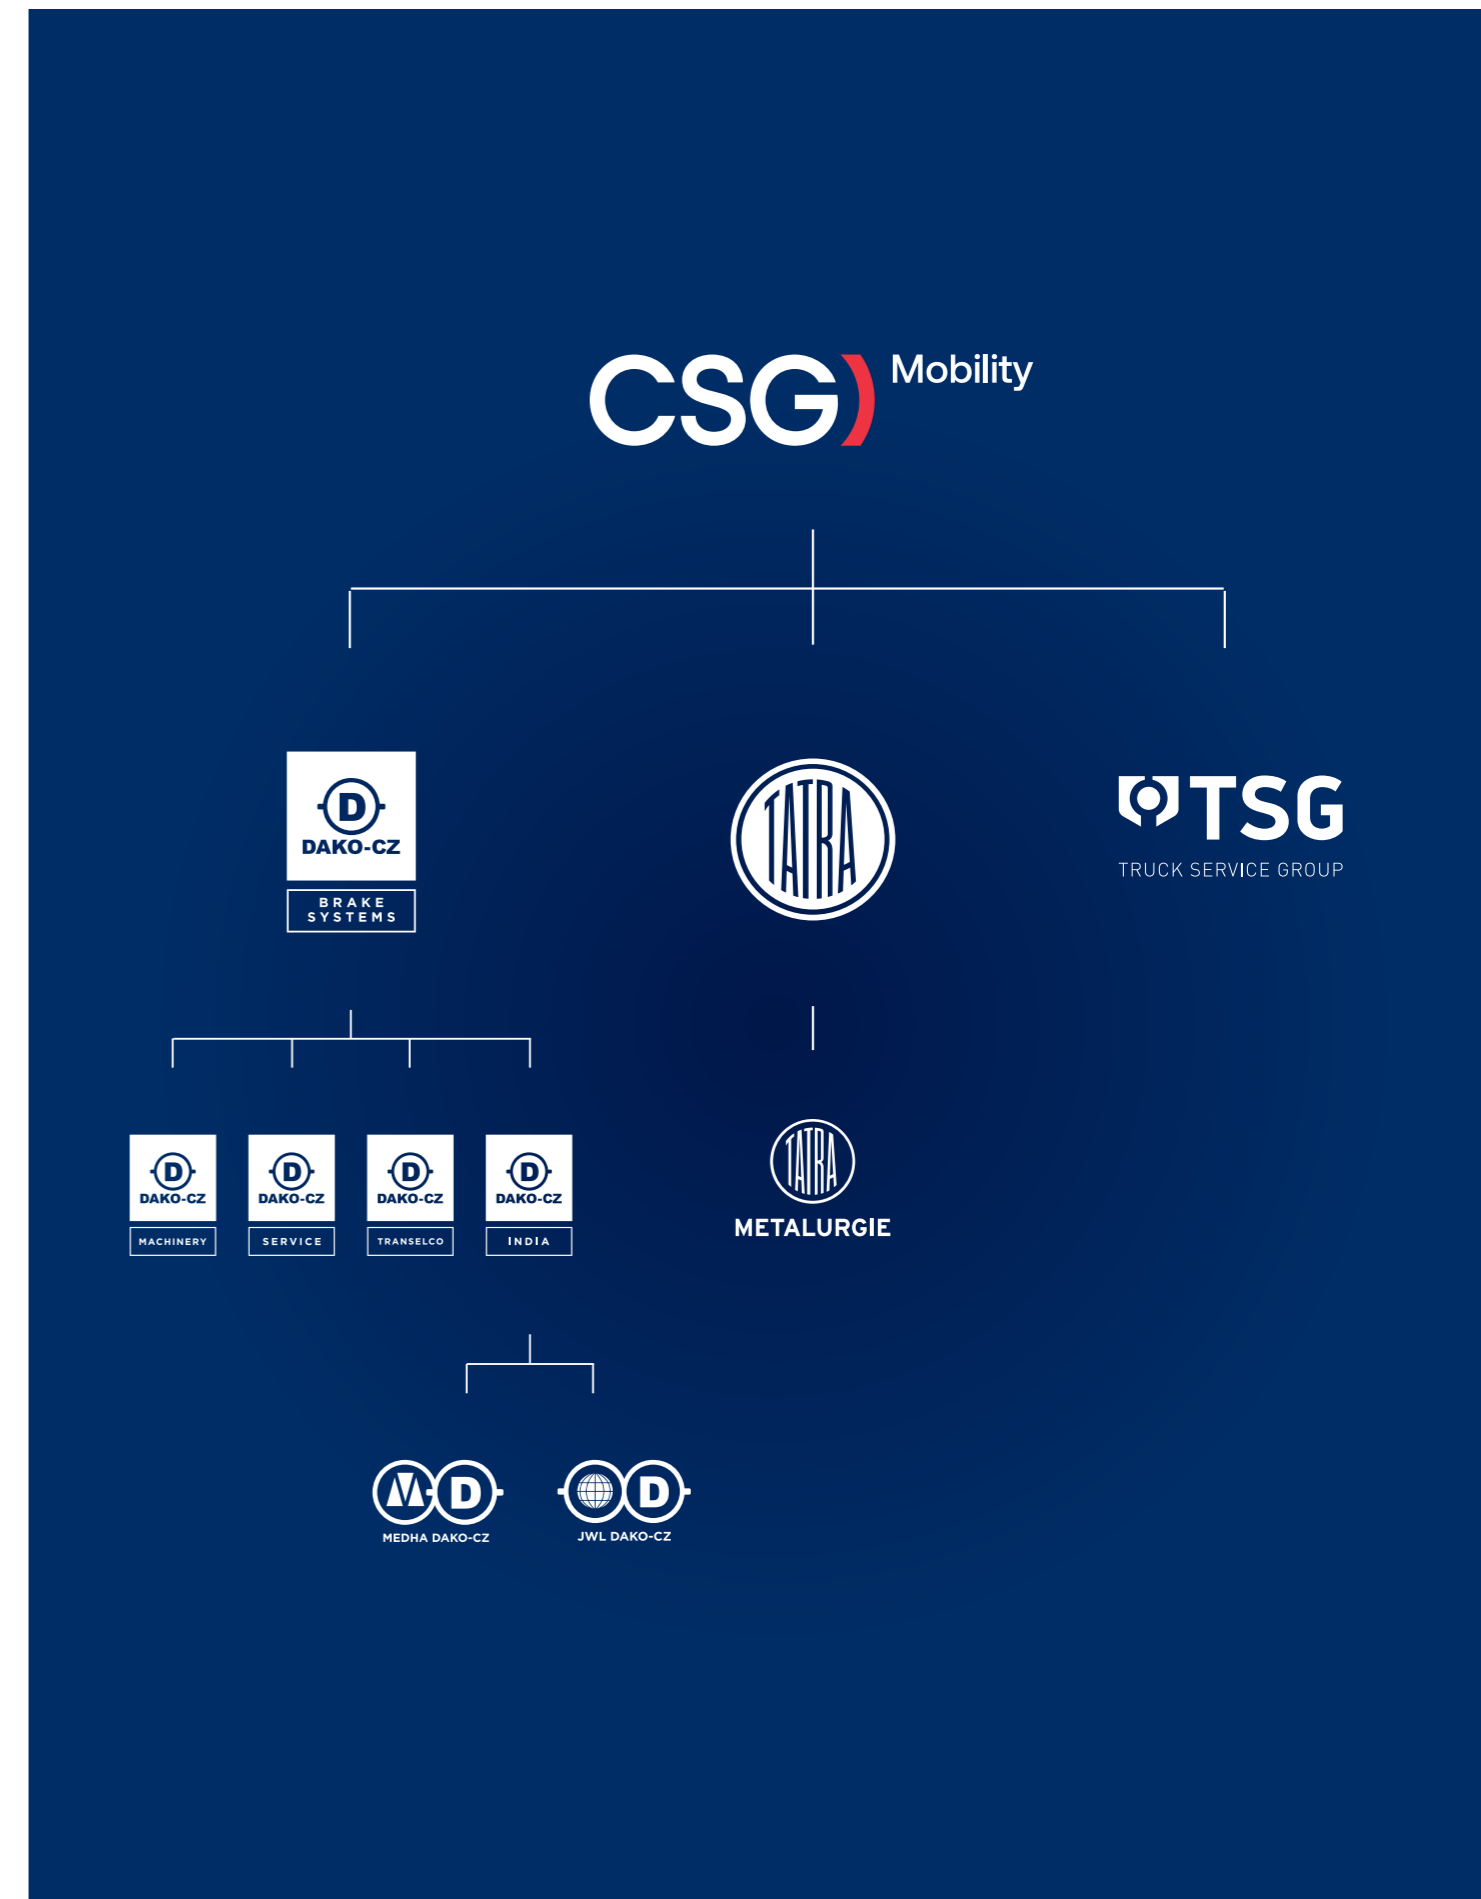 CSG Mobility
D
DAKO-CZ
BRAKE
SYSTEMS
TATRA
TSG
TRUCK SERVICE GROUP
D
DAKO-CZ
MACHINERY
D
DAKO-CZ
SERVICE
D
DAKO-CZ
TRANSELCO
D
DAKO-CZ
INDIA
TATRA
METALURGIE
M D
MEDHA DAKO-CZ
D
JWL DAKO-CZ